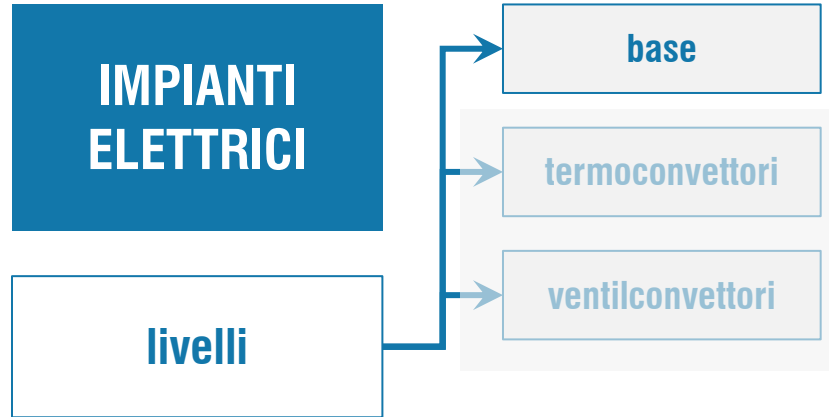 IMPIANTI
ELETTRICI
livelli
base
termoconvettori
ventilconvettori